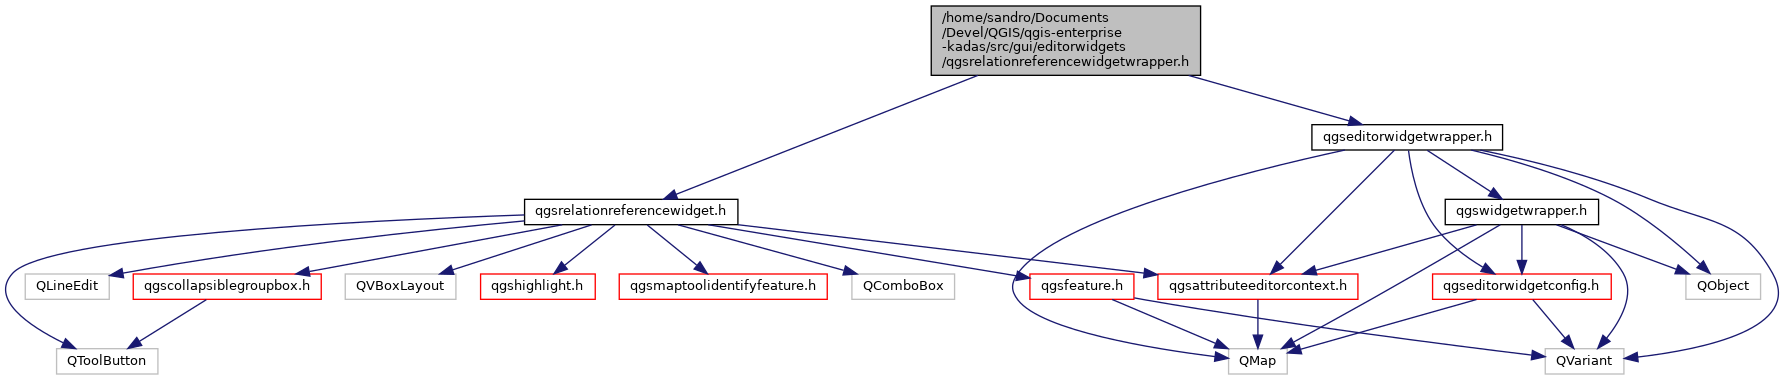 /home/sandro/Documents
/Devel/QGIS/qgis-enterprise
-kadas/src/gui/editorwidgets
/qgsrelationreferencewidgetwrapper.h
qgseditorwidgetwrapper.h
qgsrelationreferencewidget.h
qgswidgetwrapper.h
QLineEdit
qgscollapsiblegroupbox.h
QVBoxLayout
qgshighlight.h
qgsmaptoolidentifyfeature.h
QComboBox
qgsfeature.h
qgsattributeeditorcontext.h
qgseditorwidgetconfig.h
QObject
QToolButton
QMap
QVariant